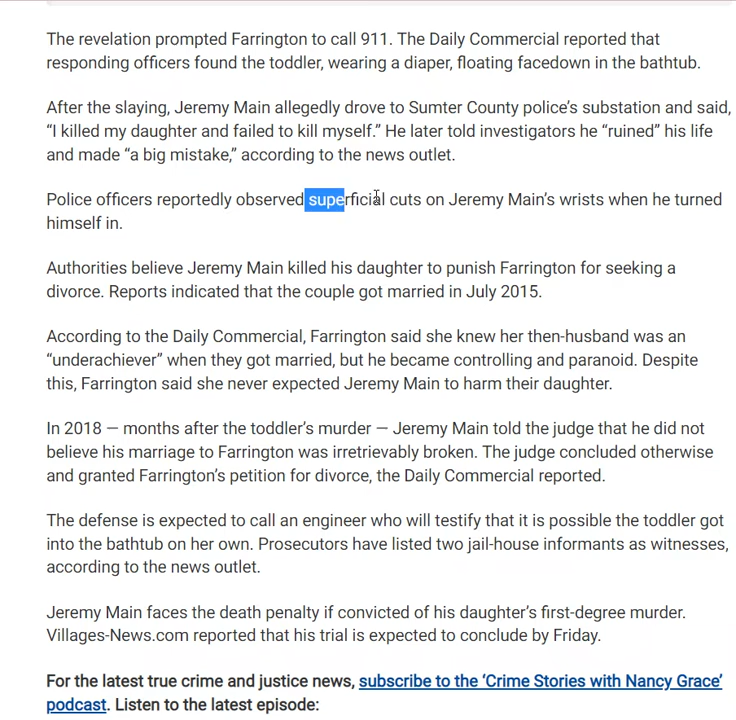 The revelation prompted Farrington to call 911. The Daily Commercial reported that
responding officers found the toddler, wearing a diaper, floating facedown in the bathtub.
After the slaying, Jeremy Main allegedly drove to Sumter County police’s substation and said,
“I killed my daughter and failed to kill myself.” He later told investigators he “ruined” his life
and made “a big mistake,” according to the news outlet.
Police officers reportedly observed superficial cuts on Jeremy Main’s wrists when he turned
himself in.
Authorities believe Jeremy Main killed his daughter to punish Farrington for seeking a
divorce. Reports indicated that the couple got married in July 2015.
According to the Daily Commercial, Farrington said she knew her then-husband was an
“underachiever” when they got married, but he became controlling and paranoid. Despite
this, Farrington said she never expected Jeremy Main to harm their daughter.
In 2018 — months after the toddler’s murder — Jeremy Main told the judge that he did not
believe his marriage to Farrington was irretrievably broken. The judge concluded otherwise
and granted Farrington’s petition for divorce, the Daily Commercial reported.
The defense is expected to call an engineer who will testify that it is possible the toddler got
into the bathtub on her own. Prosecutors have listed two jail-house informants as witnesses,
according to the news outlet.
Jeremy Main faces the death penalty if convicted of his daughter’s first-degree murder.
Villages-News.com reported that his trial is expected to conclude by Friday.
For the latest true crime and justice news, subscribe to the ‘Crime Stories with Nancy Grace’
podcast. Listen to the latest episode: